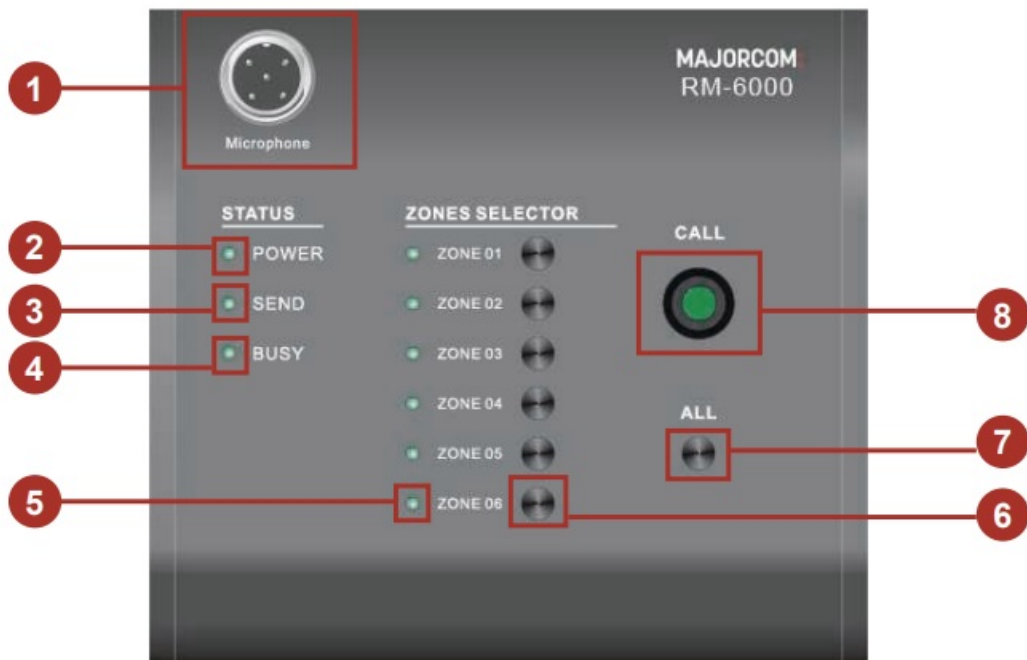 1
Microphone
MAJORCOM
RM-6000
STATUS
2
POWER
3
SEND
4
BUSY
ZONES SELECTOR
ZONE 01
ZONE 02
ZONE 03
ZONE 04
ZONE 05
5
ZONE 06
6
CALL
8
ALL
7